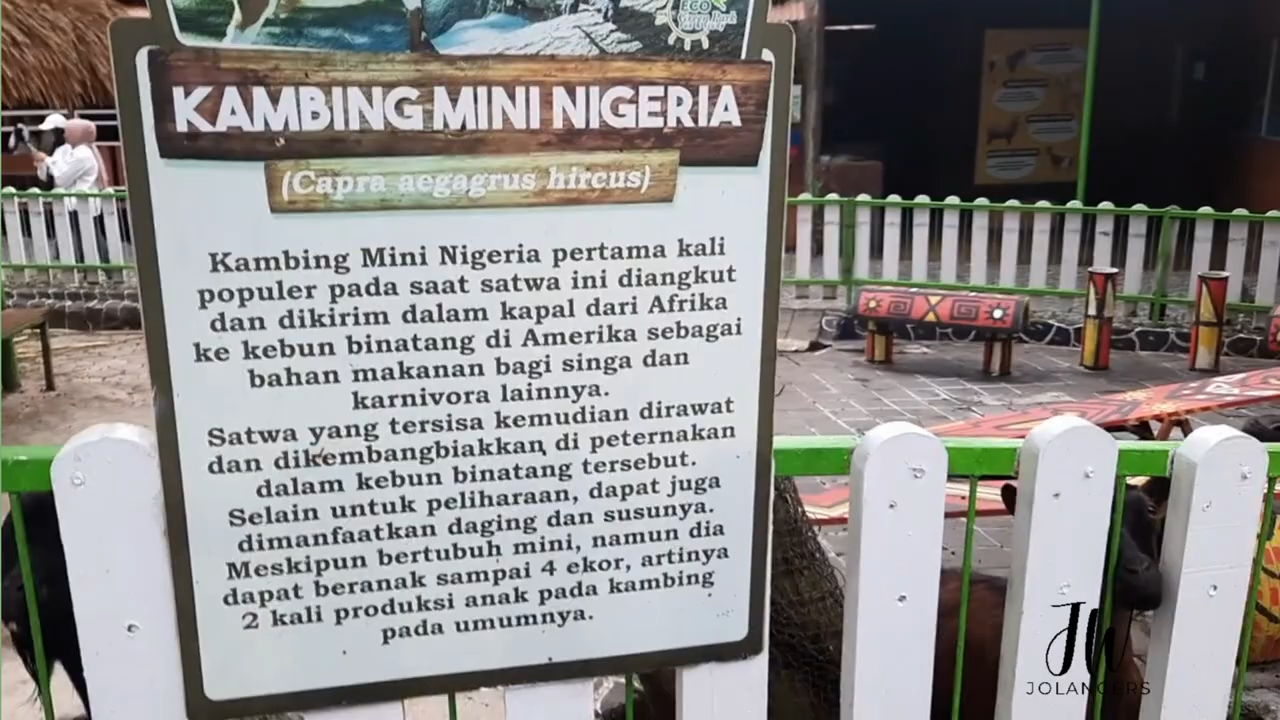 ECO
Green Park
KAMBING MINI NIGERIA
(Capra aegagrus hircus)
Kambing Mini Nigeria pertama kali
populer pada saat satwa ini diangkut
dan dikirim dalam kapal dari Afrika
ke kebun binatang di Amerika sebagai
bahan makanan bagi singa dan
karnivora lainnya.
Satwa yang tersisa kemudian dirawat
dan dikembangbiakkan di peternakan
dalam kebun binatang tersebut.
Selain untuk peliharaan, dapat juga
dimanfaatkan daging dan susunya.
Meskipun bertubuh mini, namun dia
dapat beranak sampai 4 ekor, artinya
2 kali produksi anak pada kambing
pada umumnya.
JW
JOLANGERS